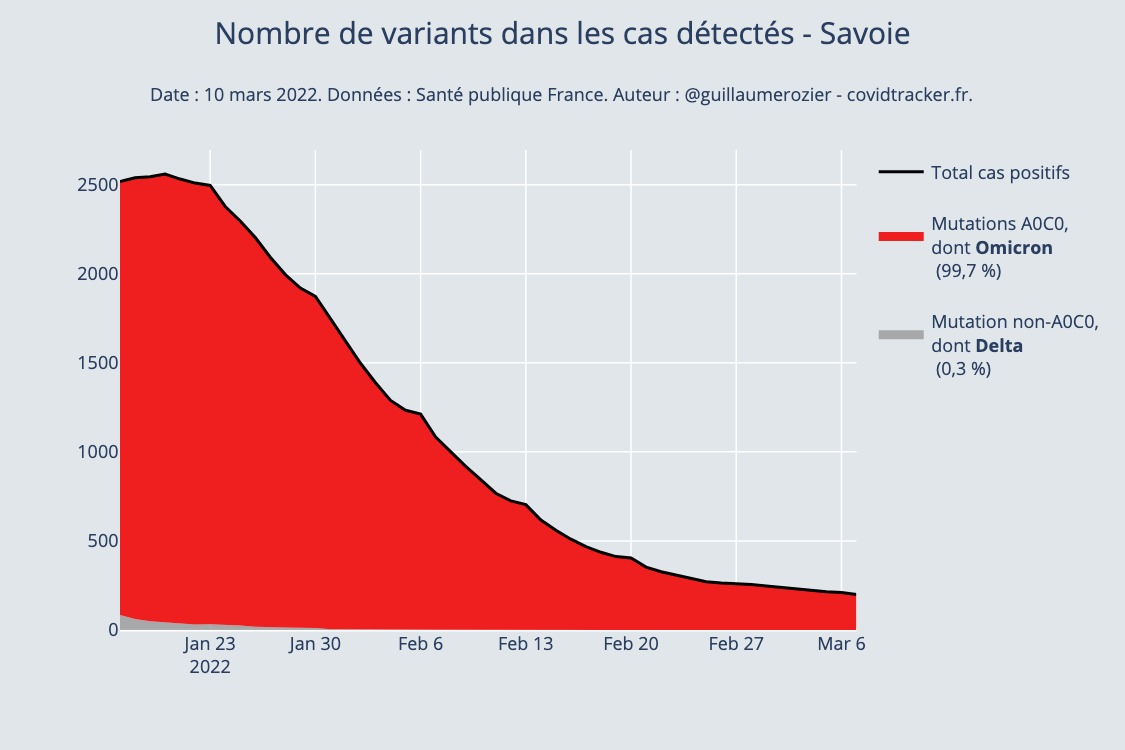 Nombre de variants dans les cas détectés - Savoie
Date : 10 mars 2022. Données : Santé publique France. Auteur : @guillaumerozier - covidtracker.fr.
Total cas positifs
Mutations A0C0,
dont Omicron
(99,7 %)
Mutation non-A0C0,
dont Delta
(0,3 %)
2500
2000
1500
1000
500
0
Jan 23 Jan 30 Feb 6 Feb 13 Feb 20 Feb 27 Mar 6
2022